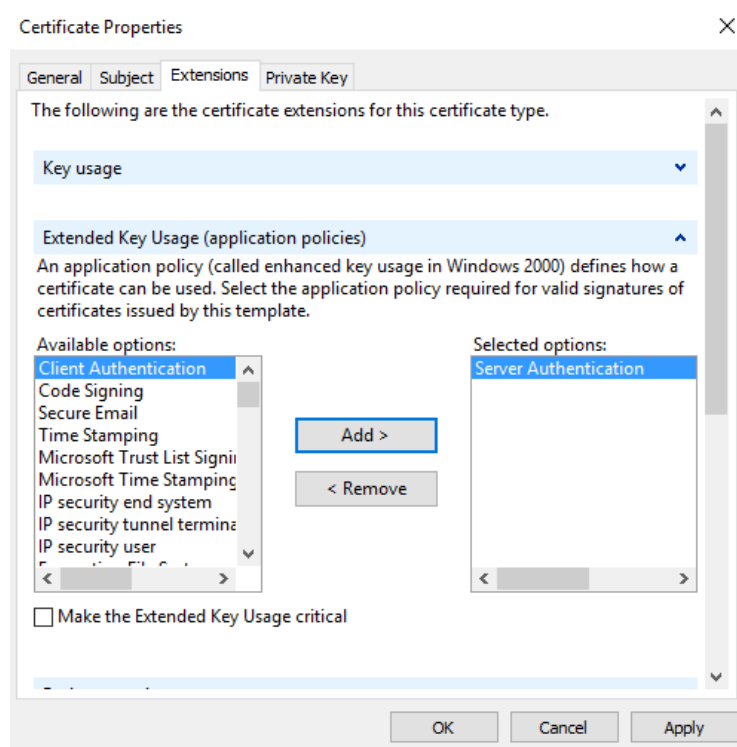 Certificate Properties
General Subject Extensions Private Key
The following are the certificate extensions for this certificate type.
Key usage
Extended Key Usage (application policies)
An application policy (called enhanced key usage in Windows 2000) defines how a
certificate can be used. Select the application policy required for valid signatures of
certificates issued by this template.
Available options:
Client Authentication
Code Signing
Secure Email
Time Stamping
Microsoft Trust List Signi
Microsoft Time Stamping
IP security end system
IP security tunnel termina
IP security user
Add >
< Remove
Selected options:
Server Authentication
Make the Extended Key Usage critical
OK Cancel Apply